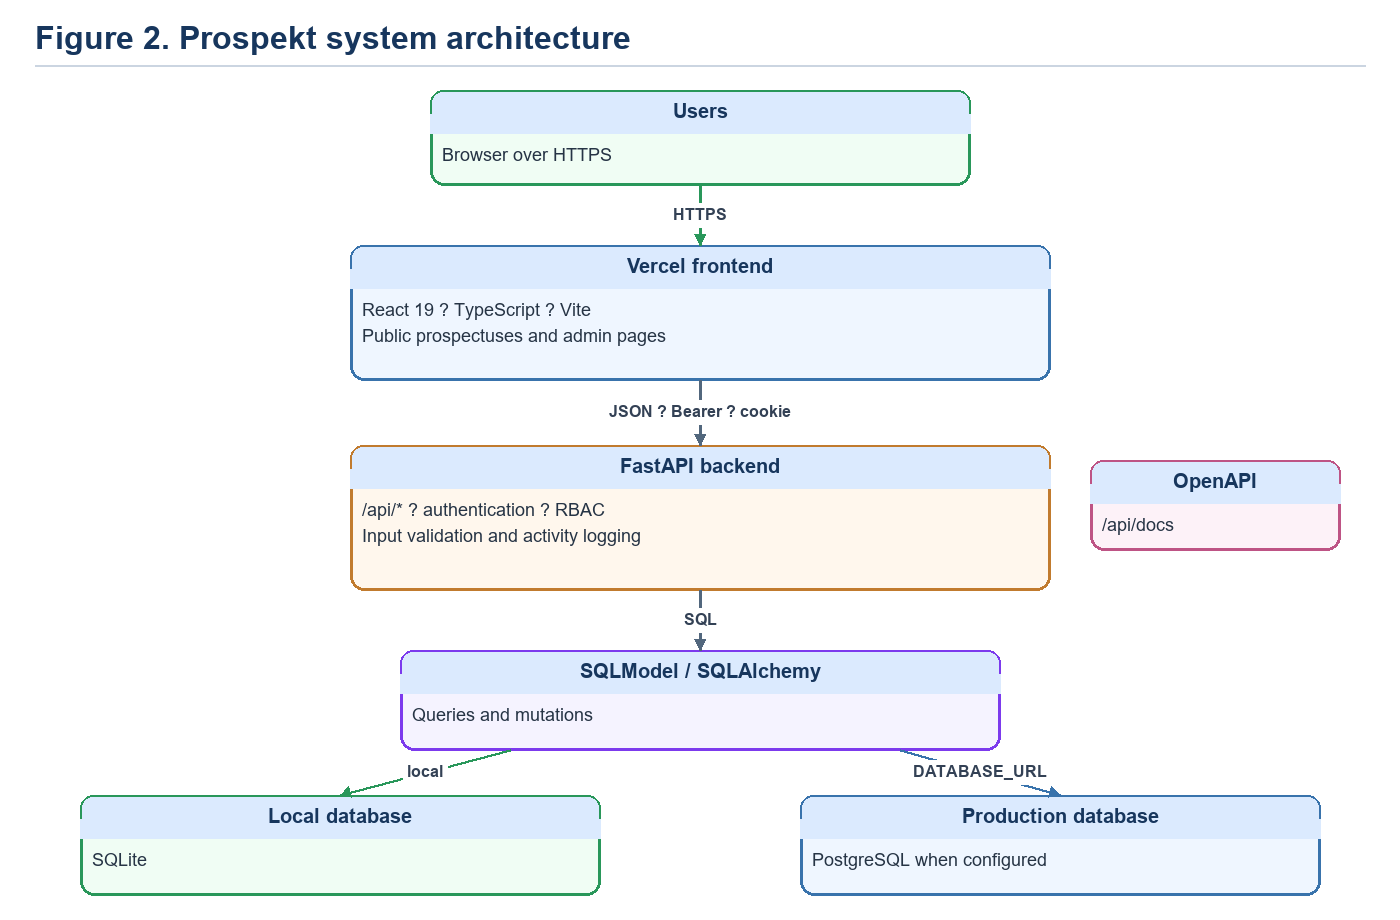 Figure 2. Prospekt system architecture
Users
Browser over HTTPS
HTTPS
Vercel frontend
React 19 ? TypeScript ? Vite
Public prospectuses and admin pages
JSON ? Bearer ? cookie
FastAPI backend
/api/* ? authentication ? RBAC
Input validation and activity logging
OpenAPI
/api/docs
SQL
SQLModel / SQLAlchemy
Queries and mutations
local
DATABASE_URL
Local database
SQLite
Production database
PostgreSQL when configured